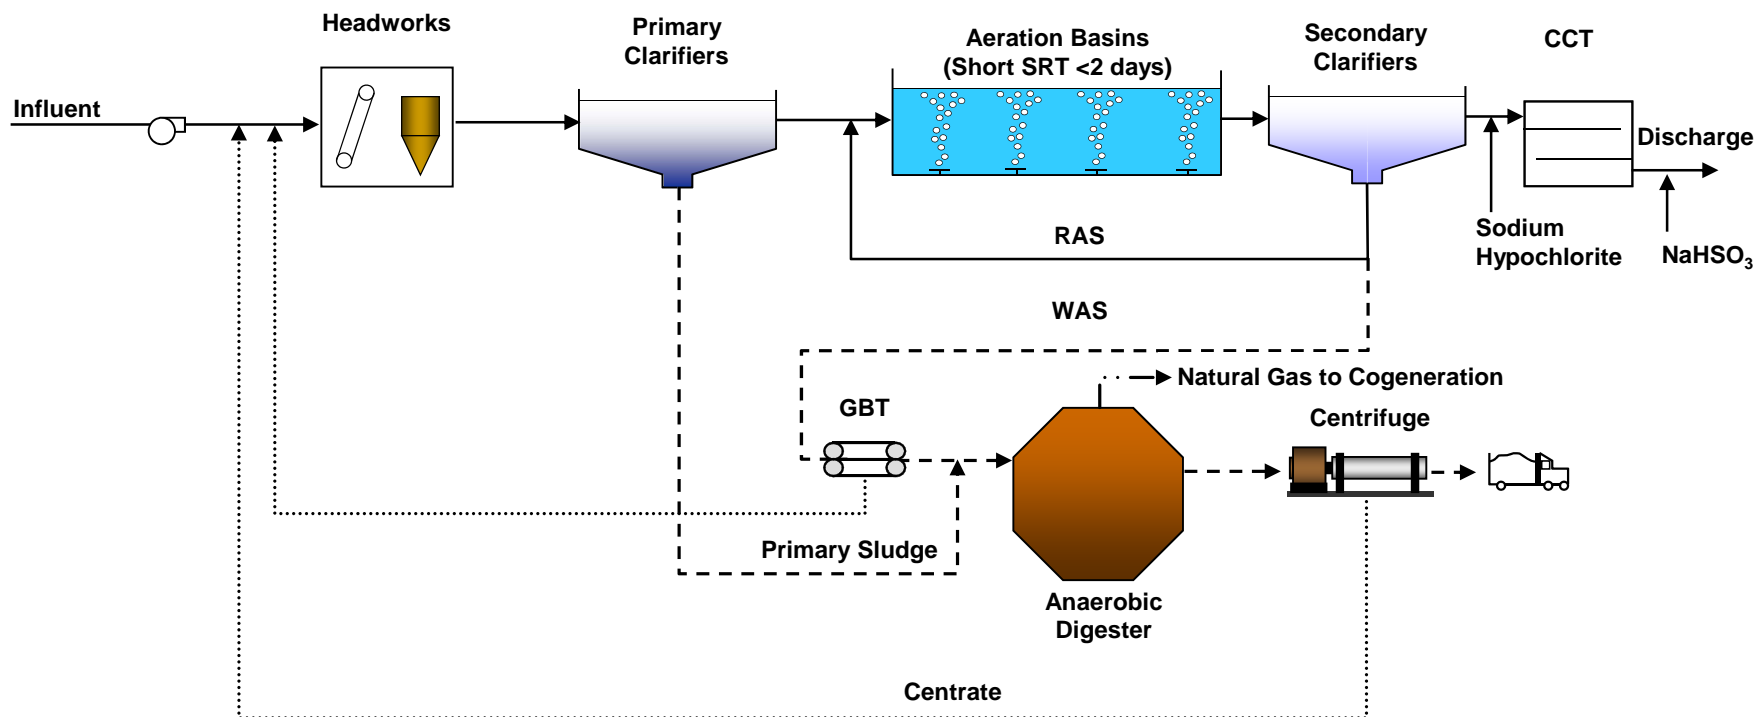 Headworks
Primary
Clarifiers
Aeration Basins
(Short SRT <2 days)
Secondary
Clarifiers
CCT
Influent
Discharge
RAS
Sodium
Hypochlorite
NaHSO₃
WAS
Natural Gas to Cogeneration
GBT
Centrifuge
Primary Sludge
Anaerobic
Digester
Centrate